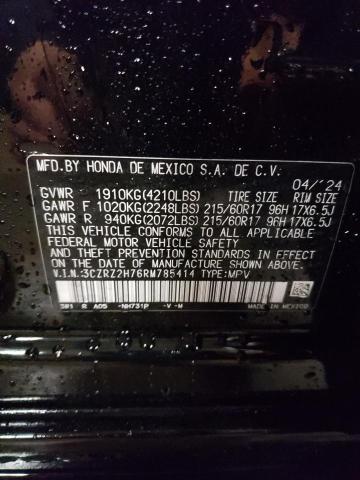 MFD.BY HONDA DE MEXICO S.A. DE C.V.
04/'24
GVWR 1910KG(4210LBS) TIRE SIZE RIM SIZE
GAWR F 1020KG(2248LBS) 215/60R17 96H 17X6.5J
GAWR R 940KG(2072LBS) 215/60R17 96H 17X6.5J
THIS VEHICLE CONFORMS TO ALL APPLICABLE
FEDERAL MOTOR VEHICLE SAFETY STANDARDS
IN EFFECT ON THE DATE OF MANUFACTURE SHOWN ABOVE.
V.I.N.:3CZRZ2H76RM785414 TYPE:MPV
3W1 R A05 -NH731P -V -M MADE IN MEXICO